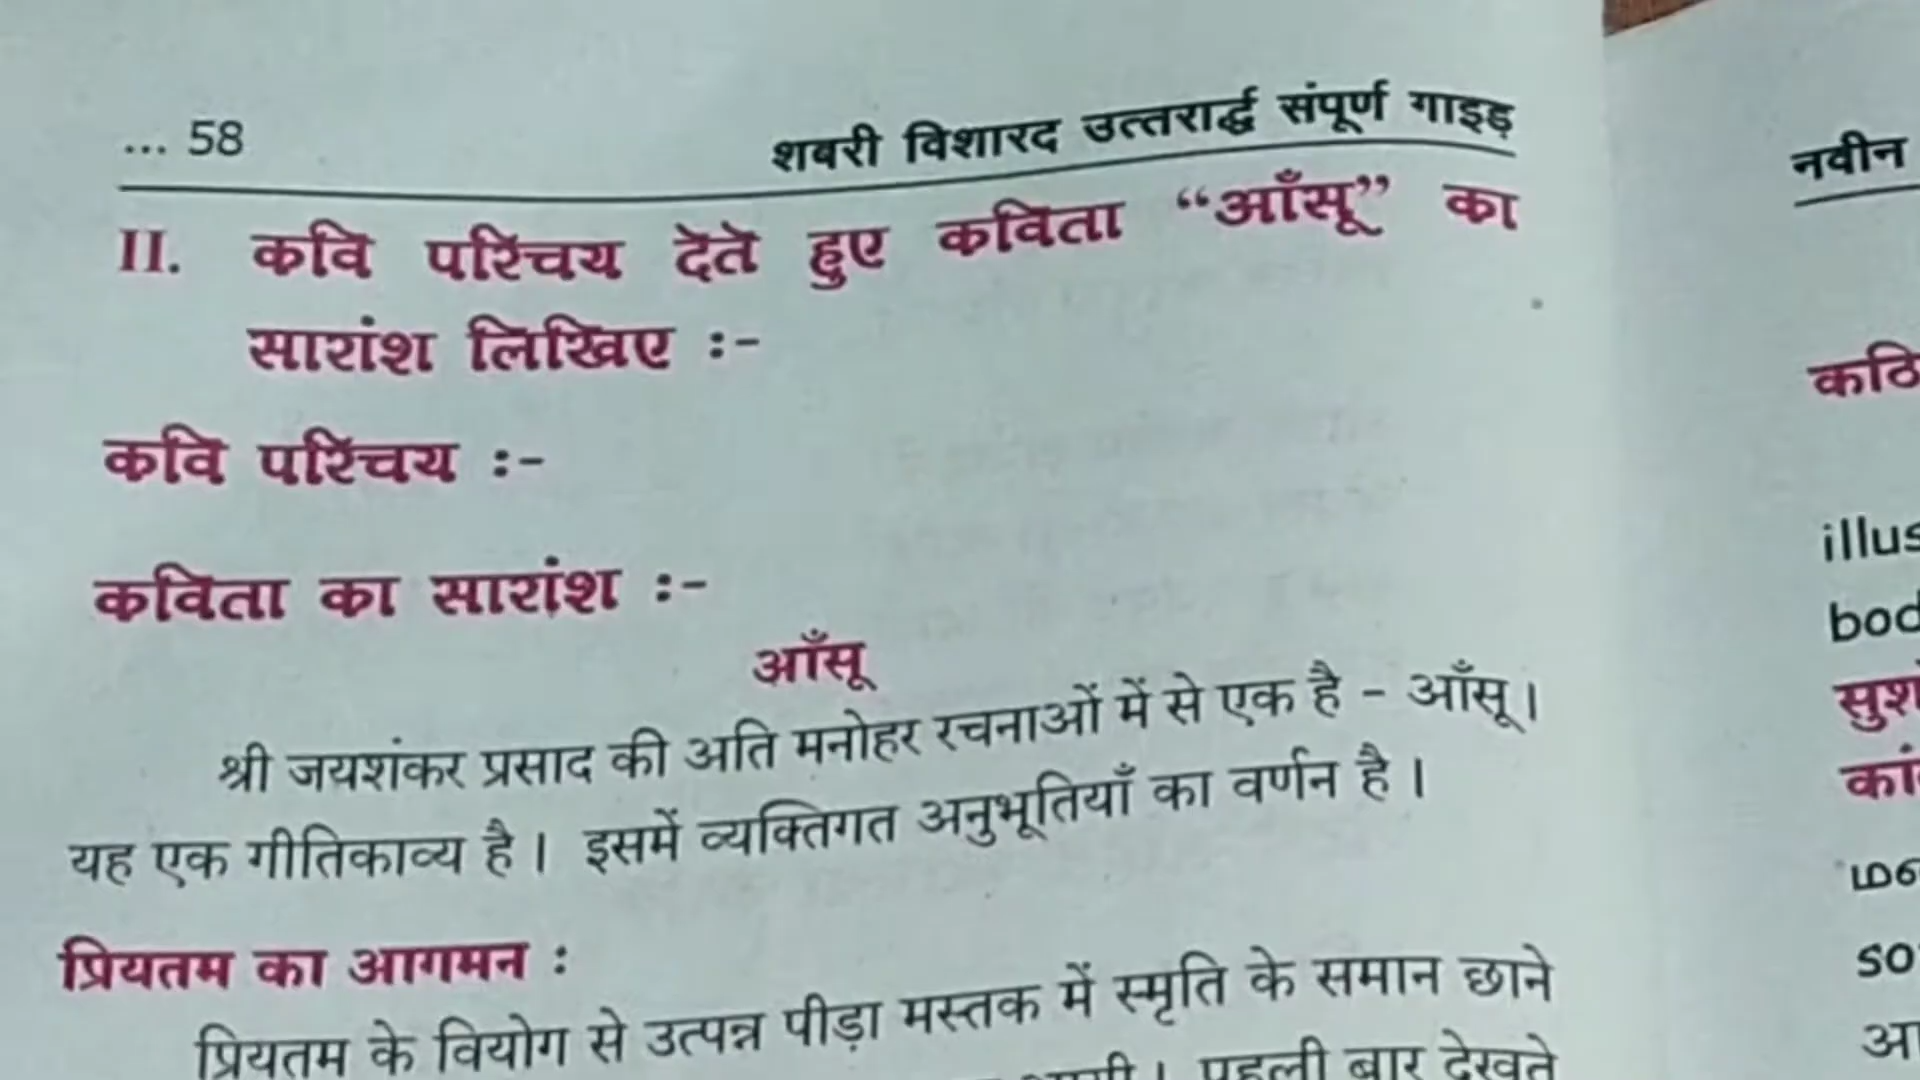 ... 58
शबरी विशारद उत्तरार्द्ध संपूर्ण गाइड़
II. कवि परिचय देते हुए कविता “आँसू” का
सारांश लिखिए :-
कवि परिचय :-
कविता का सारांश :-
आँसू
श्री जयशंकर प्रसाद की अति मनोहर रचनाओं में से एक है - आँसू।
यह एक गीतिकाव्य है। इसमें व्यक्तिगत अनुभूतियाँ का वर्णन है।
प्रियतम का आगमन :
प्रियतम के वियोग से उत्पन्न पीड़ा मस्तक में स्मृति के समान छाने
पहली बार देखते
नवीन